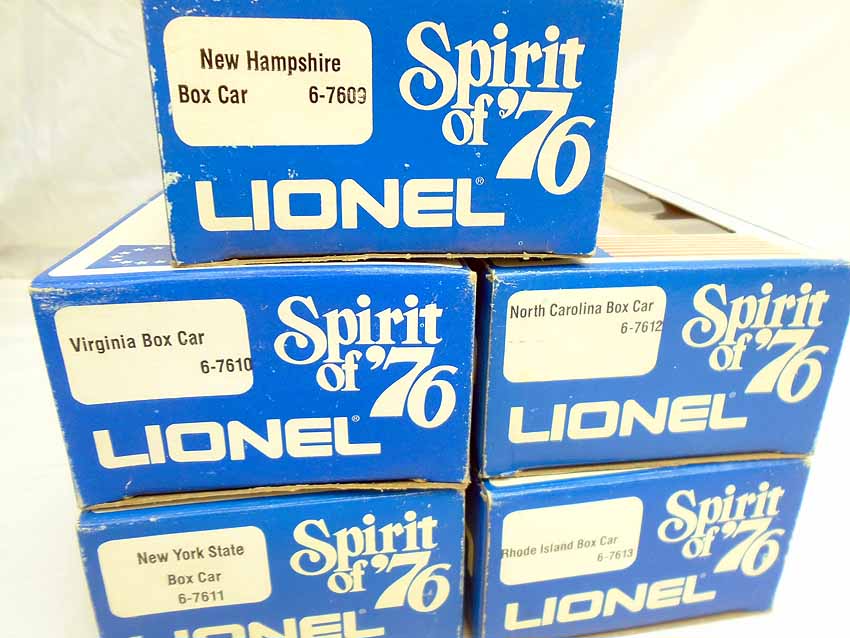 New Hampshire
Box Car 6-7609
Spirit
of '76
LIONEL®
Virginia Box Car
6-7610
Spirit
of '76
LIONEL®
North Carolina Box Car
6-7612
Spirit
of '76
LIONEL®
New York State
Box Car
6-7611
Spirit
of '76
LIONEL
Rhode Island Box Car
6-7613
Spirit
of '76
LIONEL®